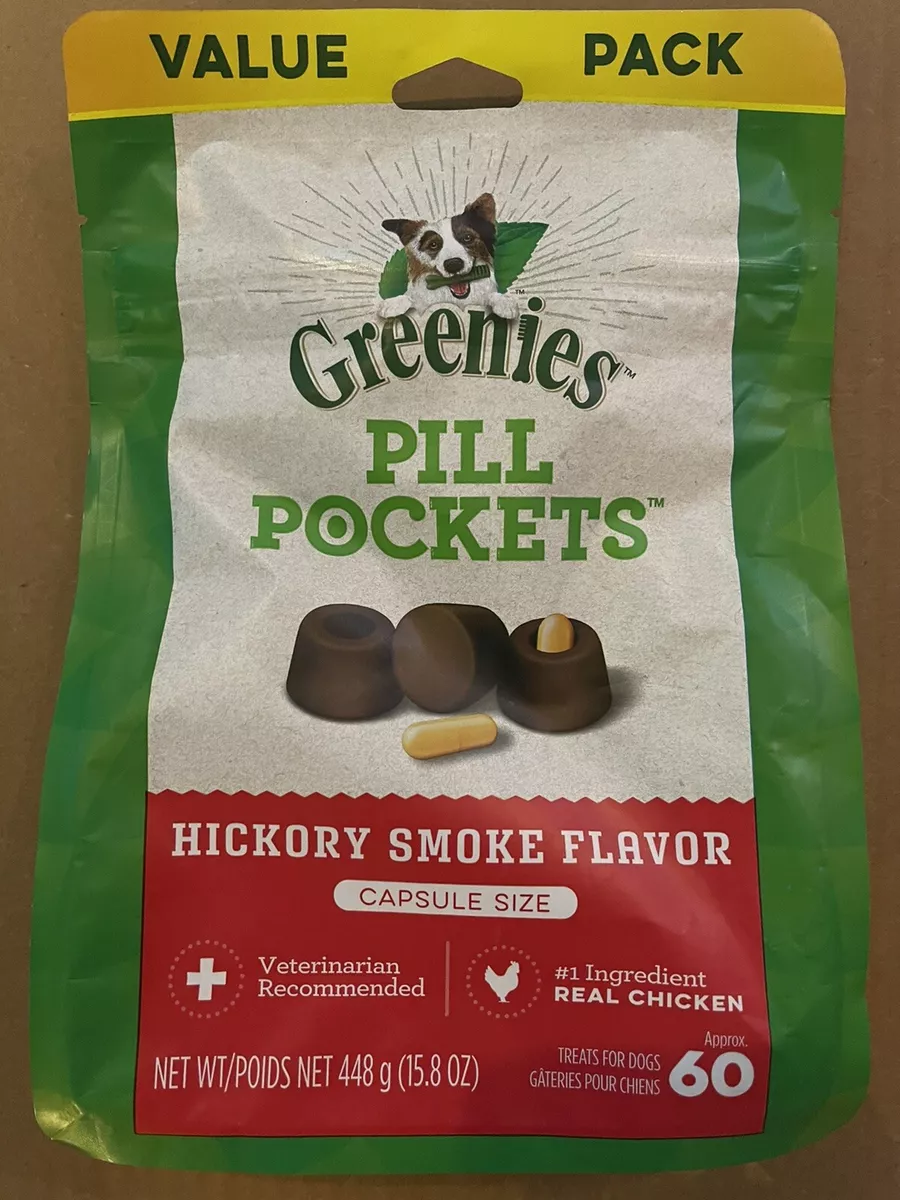 VALUE PACK
Greenies™
PILL
POCKETS™
HICKORY SMOKE FLAVOR
CAPSULE SIZE
Veterinarian
Recommended
#1 Ingredient
REAL CHICKEN
NET WT/POIDS NET 448 g (15.8 OZ)
Approx.
TREATS FOR DOGS
GÂTERIES POUR CHIENS
60